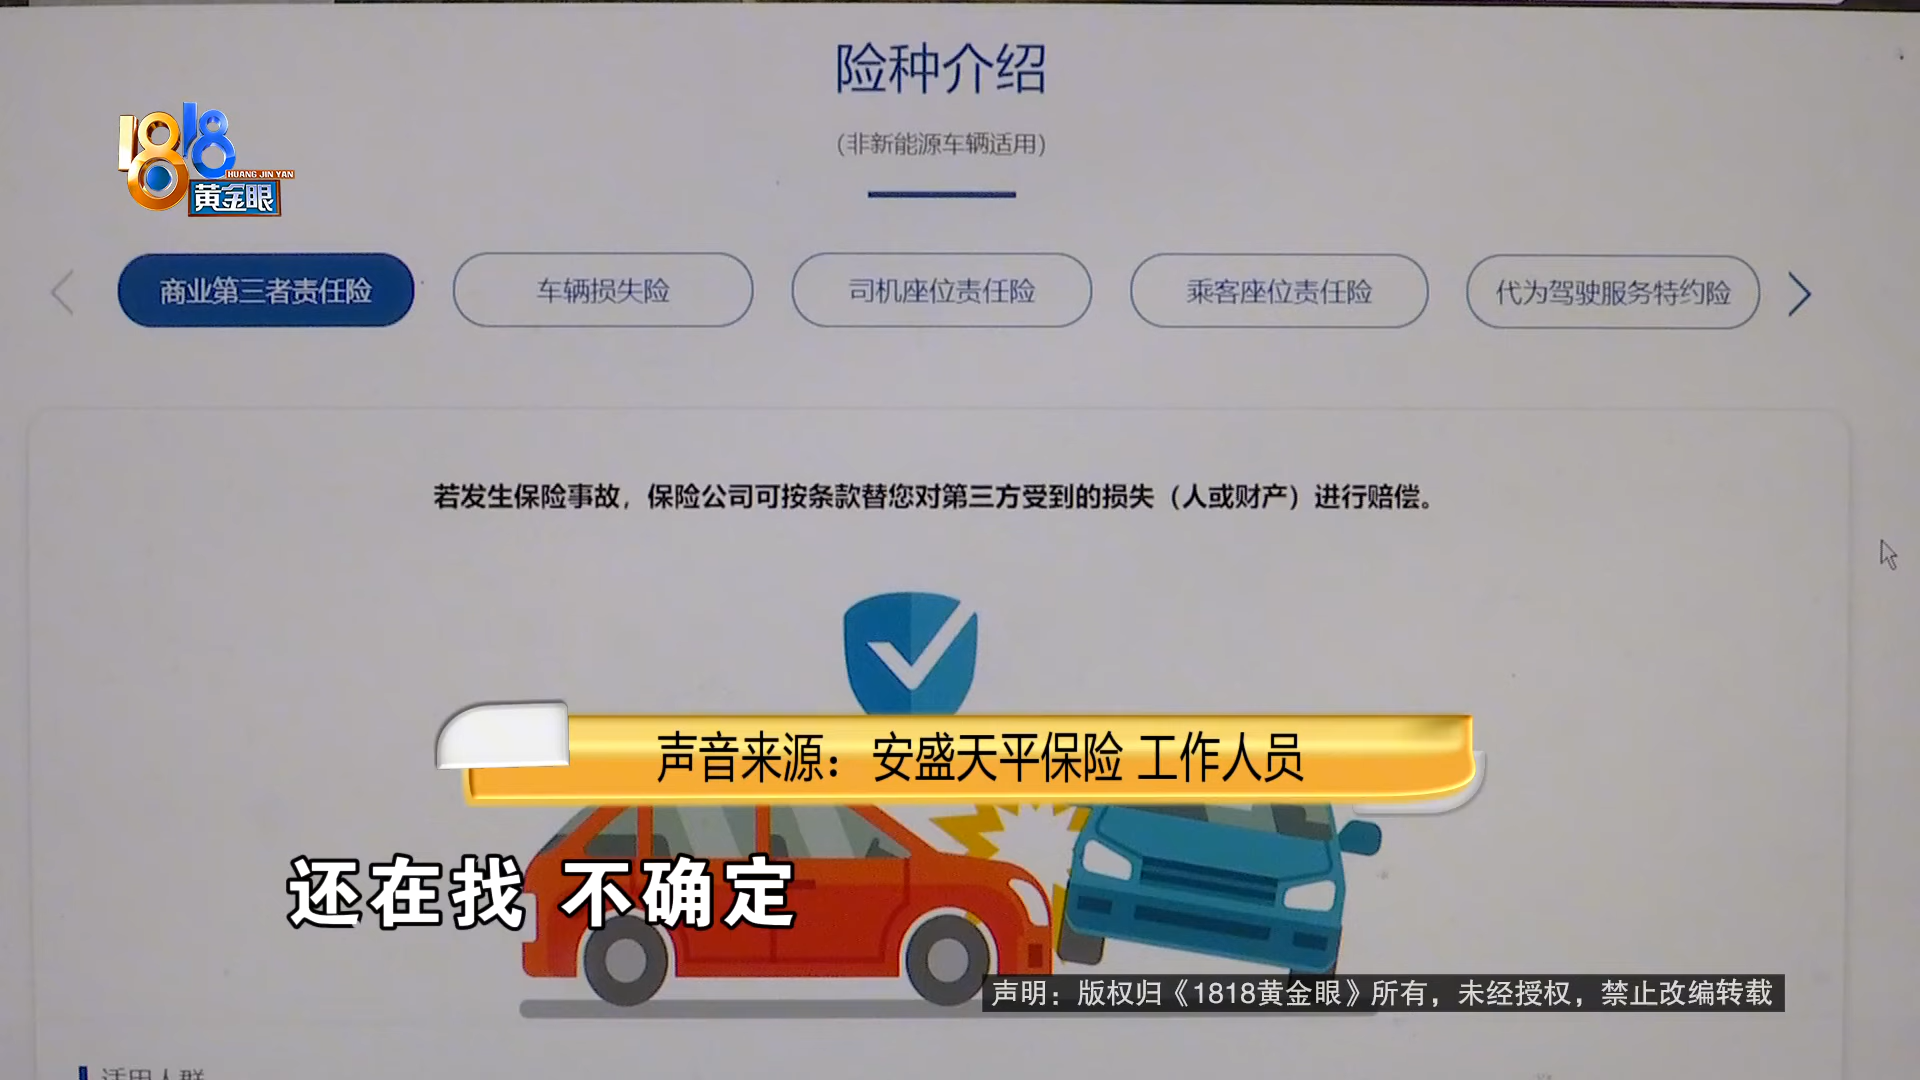 险种介绍
(非新能源车辆适用)
1818
HUANG JIN YAN
黄金眼
商业第三者责任险
车辆损失险
司机座位责任险
乘客座位责任险
代为驾驶服务特约险
若发生保险事故，保险公司可按条款替您对第三方受到的损失（人或财产）进行赔偿。
声音来源：安盛天平保险 工作人员
还在找 不确定
声明：版权归《1818黄金眼》所有，未经授权，禁止改编转载
适用人群